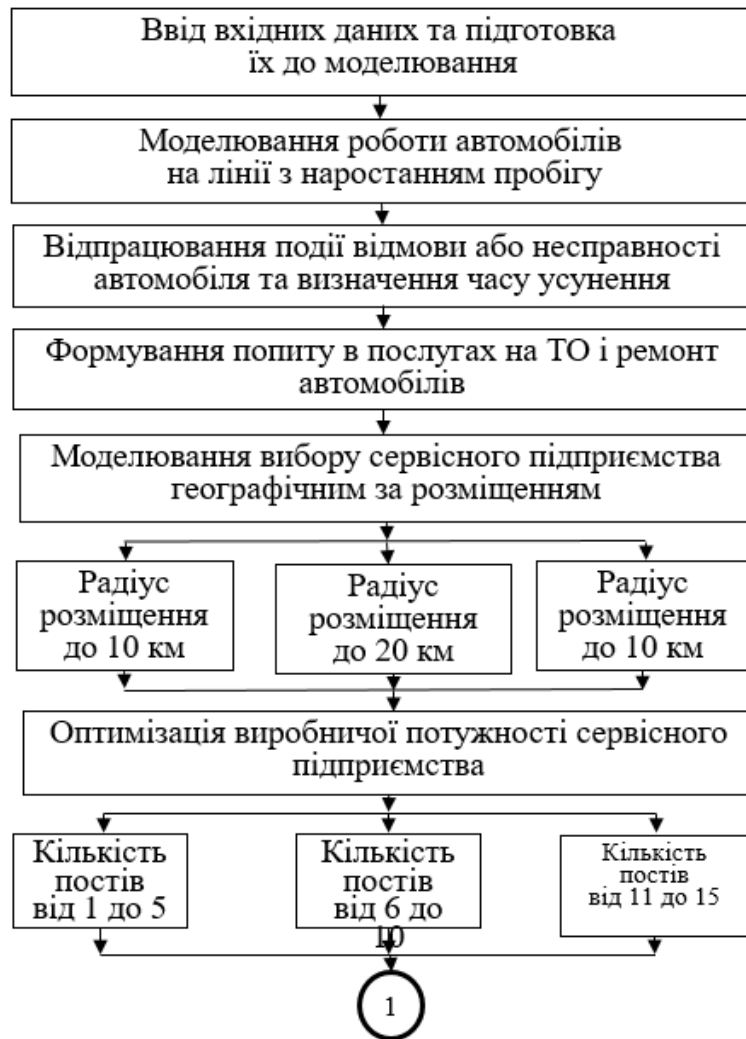 Ввід вхідних даних та підготовка
їх до моделювання
Моделювання роботи автомобілів
на лінії з наростанням пробігу
Відпрацювання події відмови або несправності
автомобіля та визначення часу усунення
Формування попиту в послугах на ТО і ремонт
автомобілів
Моделювання вибору сервісного підприємства
географічним за розміщенням
Радіус
розміщення
до 10 км
Радіус
розміщення
до 20 км
Радіус
розміщення
до 10 км
Оптимізація виробничої потужності сервісного
підприємства
Кількість
постів
від 1 до 5
Кількість
постів
від 6 до
10
Кількість
постів
від 11 до 15
1